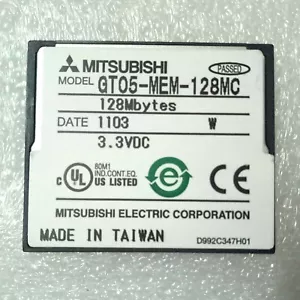 MITSUBISHI PASSED
MODEL GT05-MEM-128MC
128Mbytes
DATE 1103 W
3.3VDC
80M1
IND.CONT.EQ.
c UL US LISTED e
MITSUBISHI ELECTRIC CORPORATION
MADE IN TAIWAN D992C347H01